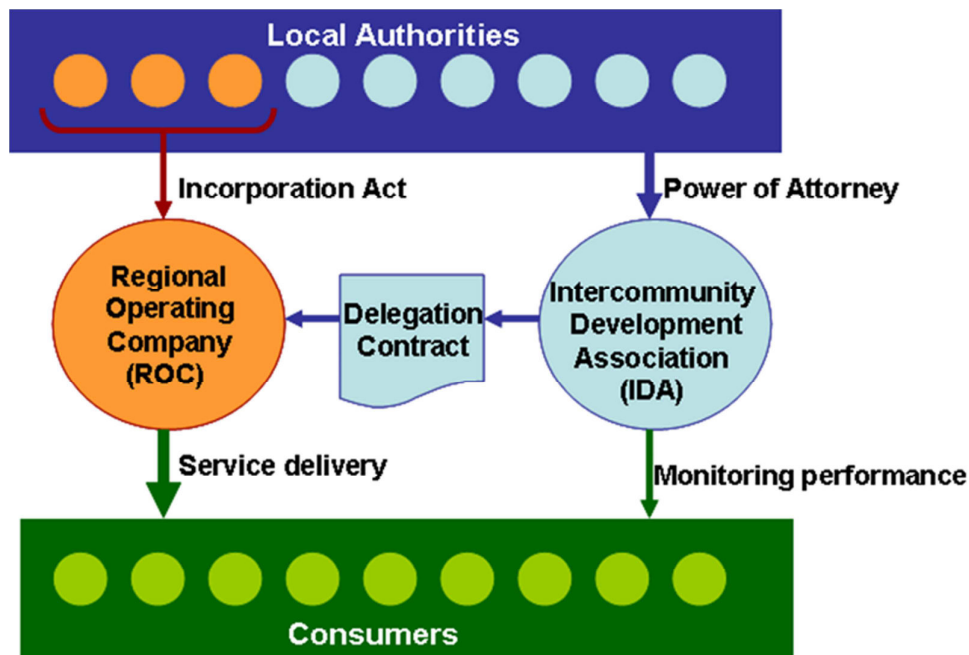 Local Authorities
Incorporation Act
Power of Attorney
Regional
Operating
Company
(ROC)
Delegation
Contract
Intercommunity
Development
Association
(IDA)
Service delivery
Monitoring performance
Consumers